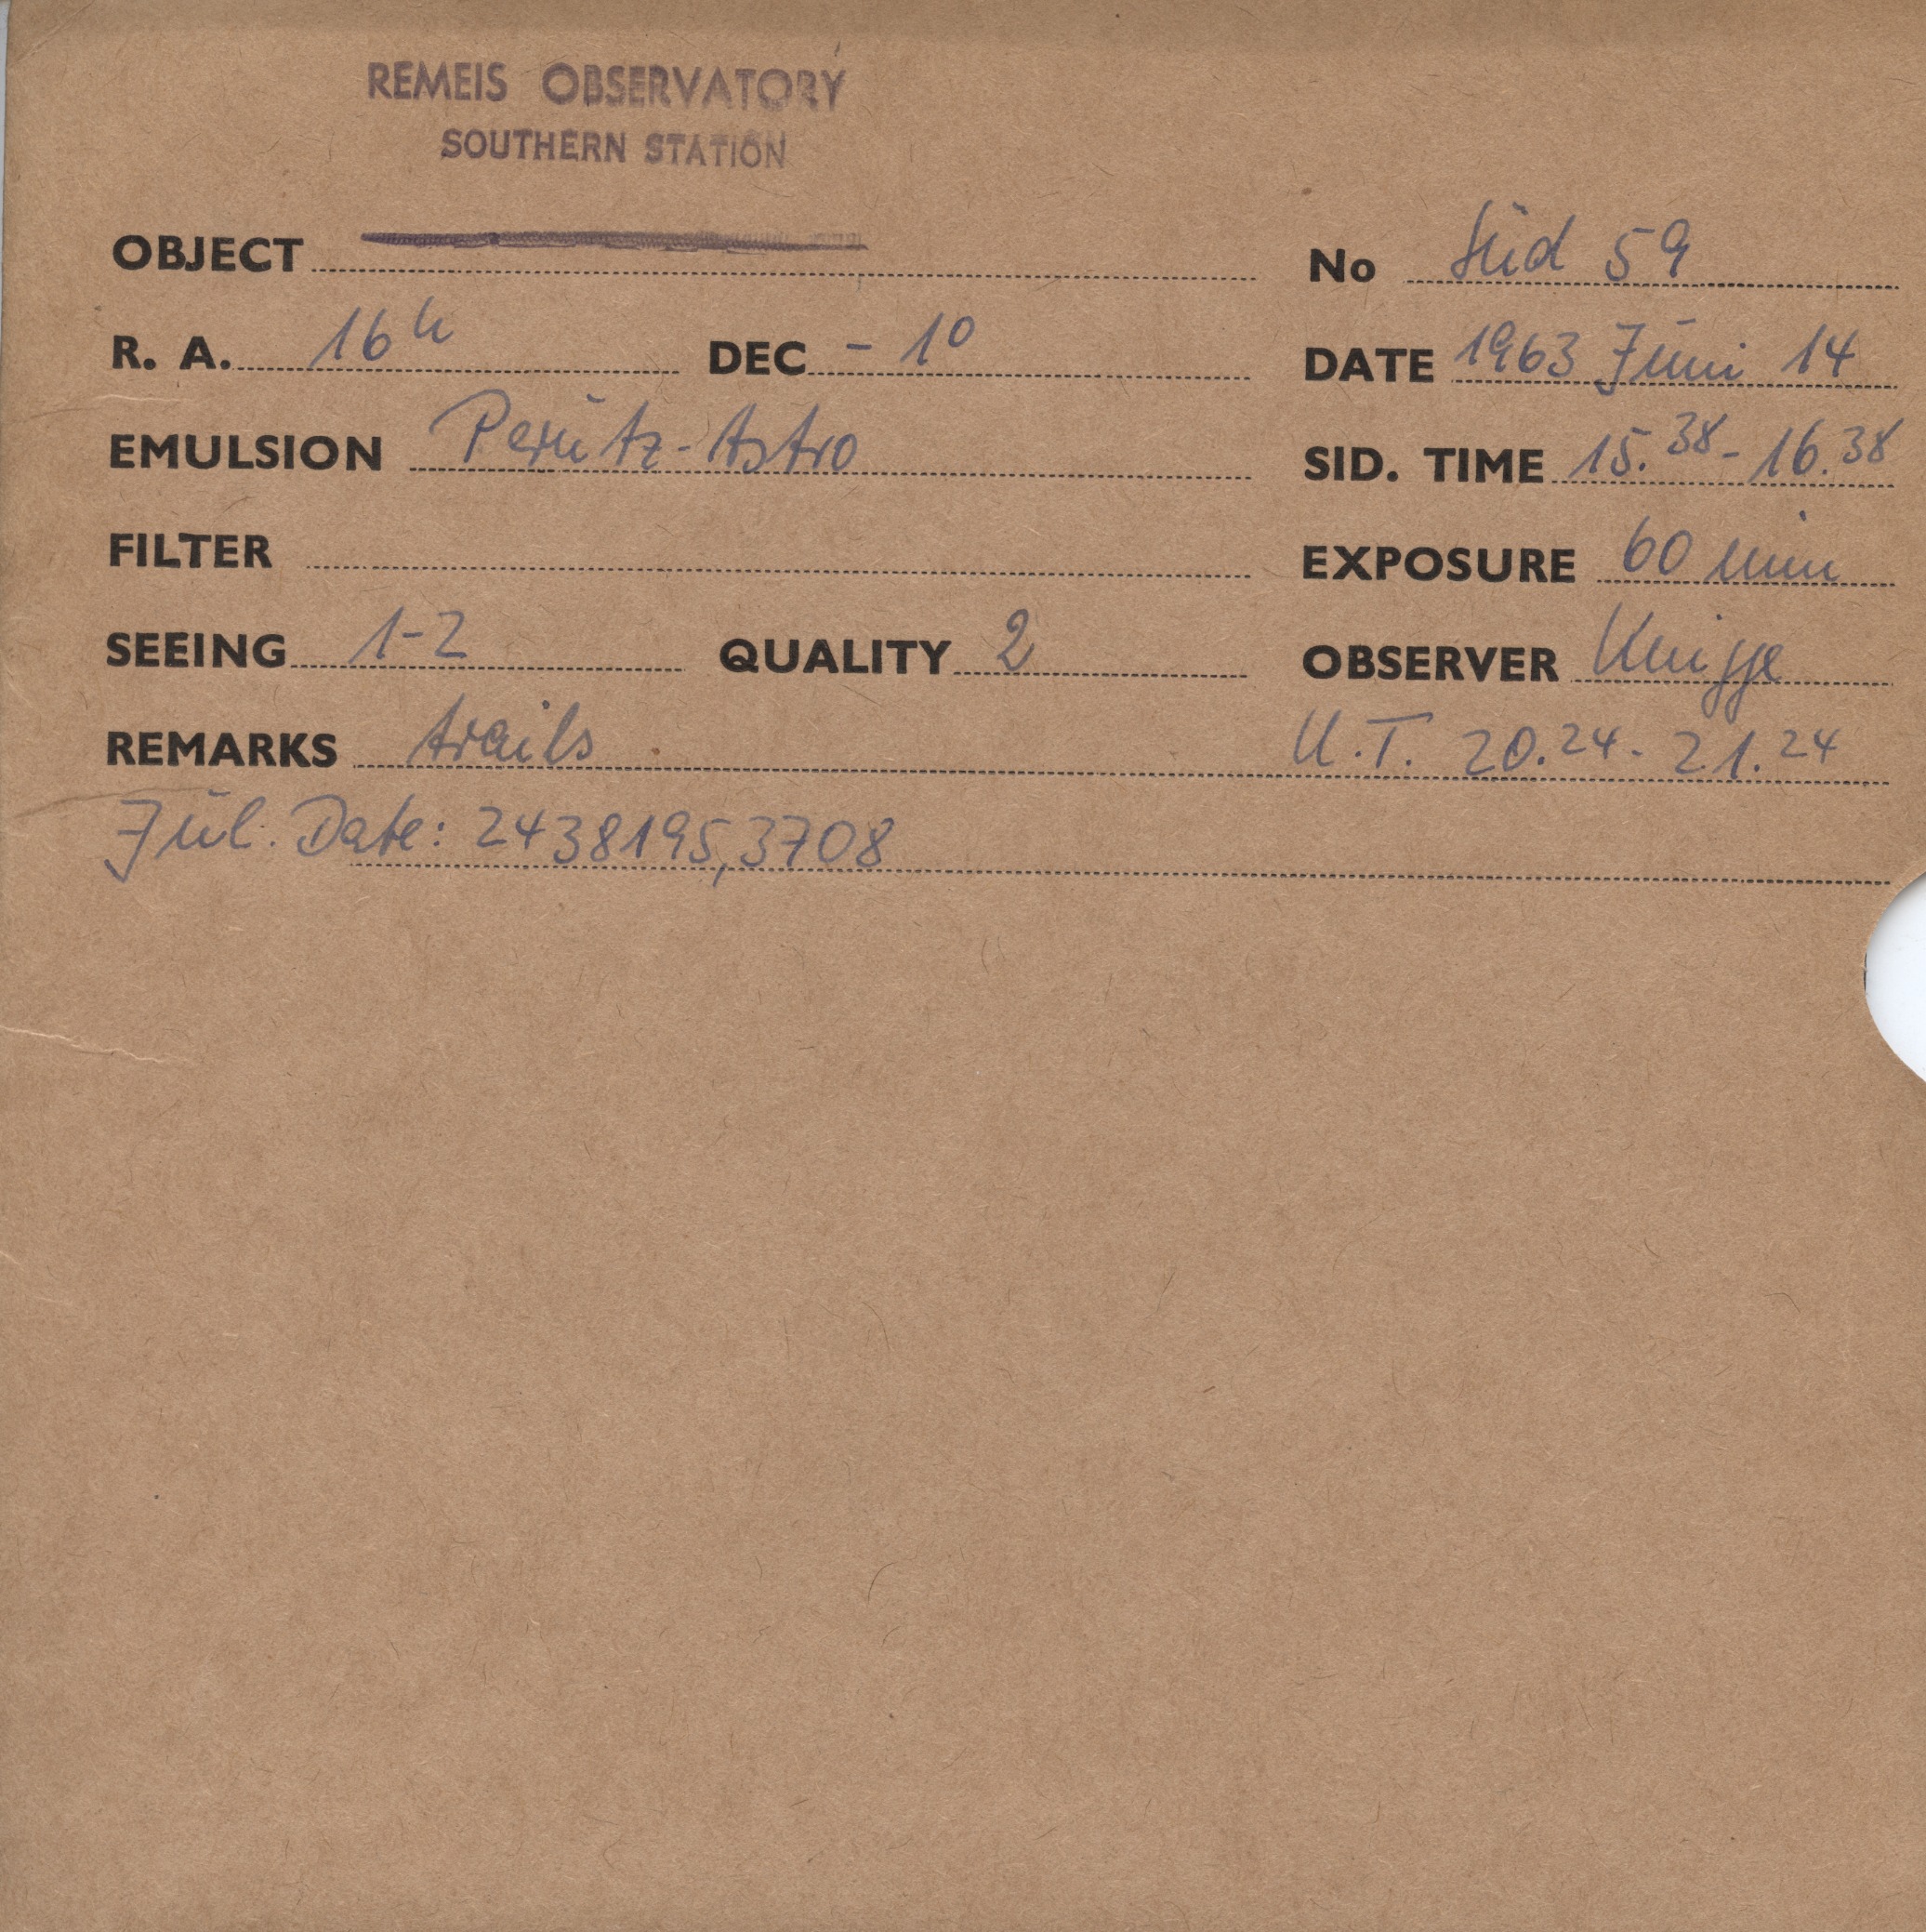 REMEIS OBSERVATORY
SOUTHERN STATION
OBJECT No Süd 59
R. A. 16h DEC -1° DATE 1963 Juni 14
EMULSION Perutz-Astro SID. TIME 15.38-16.38
FILTER EXPOSURE 60 min
SEEING 1-2 QUALITY 2 OBSERVER Knigge
REMARKS trails U.T. 20.24-21.24
Jul. Date: 2438195,3708